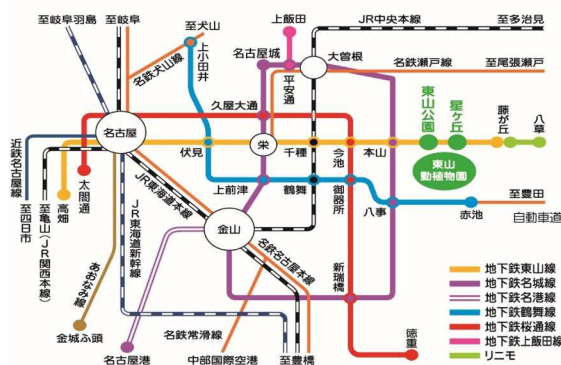 至岐阜羽島
至岐阜
至犬山
上小田井
名鉄犬山線
上飯田
JR中央本線
至多治見
名古屋城
大曽根
平安通
名鉄瀬戸線
至尾張瀬戸
久屋大通
名古屋
栄
伏見
千種
今池
本山
東山公園
星ヶ丘
藤が丘
八草
東山
動植物園
近鉄名古屋線
太閤通
高畑
JR東海道本線
上前津
鶴舞
御器所
八事
赤池
至豊田
自動車道
至四日市
至亀山(JR関西本線)
JR東海道新幹線
あおなみ線
金山
名鉄名古屋本線
新瑞橋
金城ふ頭
名古屋港
名鉄常滑線
中部国際空港
至豊橋
徳重
地下鉄東山線
地下鉄名城線
地下鉄名港線
地下鉄鶴舞線
地下鉄桜通線
地下鉄上飯田線
リニモ